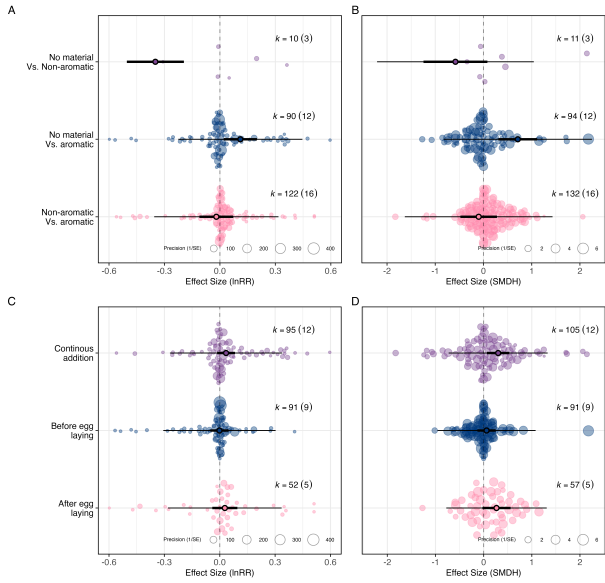 A
B
No material
Vs. Non-aromatic
k = 10 (3)
k = 11 (3)
No material
Vs. aromatic
k = 90 (12)
k = 94 (12)
Non-aromatic
Vs. aromatic
k = 122 (16)
k = 132 (16)
Precision (1/SE) 100 200 300 400
Precision (1/SE) 2 4 6
-0.6 -0.3 0.0 0.3 0.6
-2 -1 0 1 2
Effect Size (lnRR)
Effect Size (SMDH)
C
D
Continous
addition
k = 95 (12)
k = 105 (12)
Before egg
laying
k = 91 (9)
k = 91 (9)
After egg
laying
k = 52 (5)
k = 57 (5)
Precision (1/SE) 100 200 300 400
Precision (1/SE) 2 4 6
-0.6 -0.3 0.0 0.3 0.6
-2 -1 0 1 2
Effect Size (lnRR)
Effect Size (SMDH)